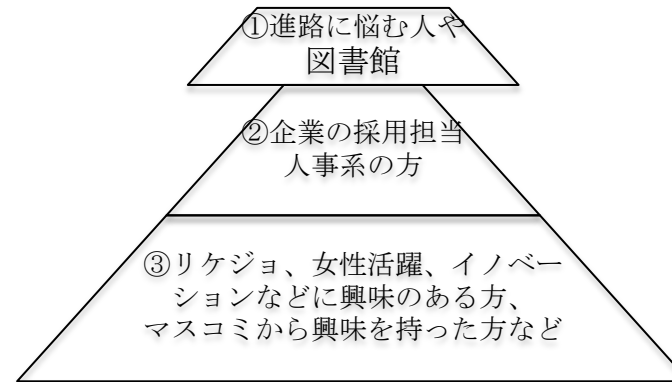 ①進路に悩む人や
図書館
②企業の採用担当
人事系の方
③リケジョ、女性活躍、イノベー
ションなどに興味のある方、
マスコミから興味を持った方など